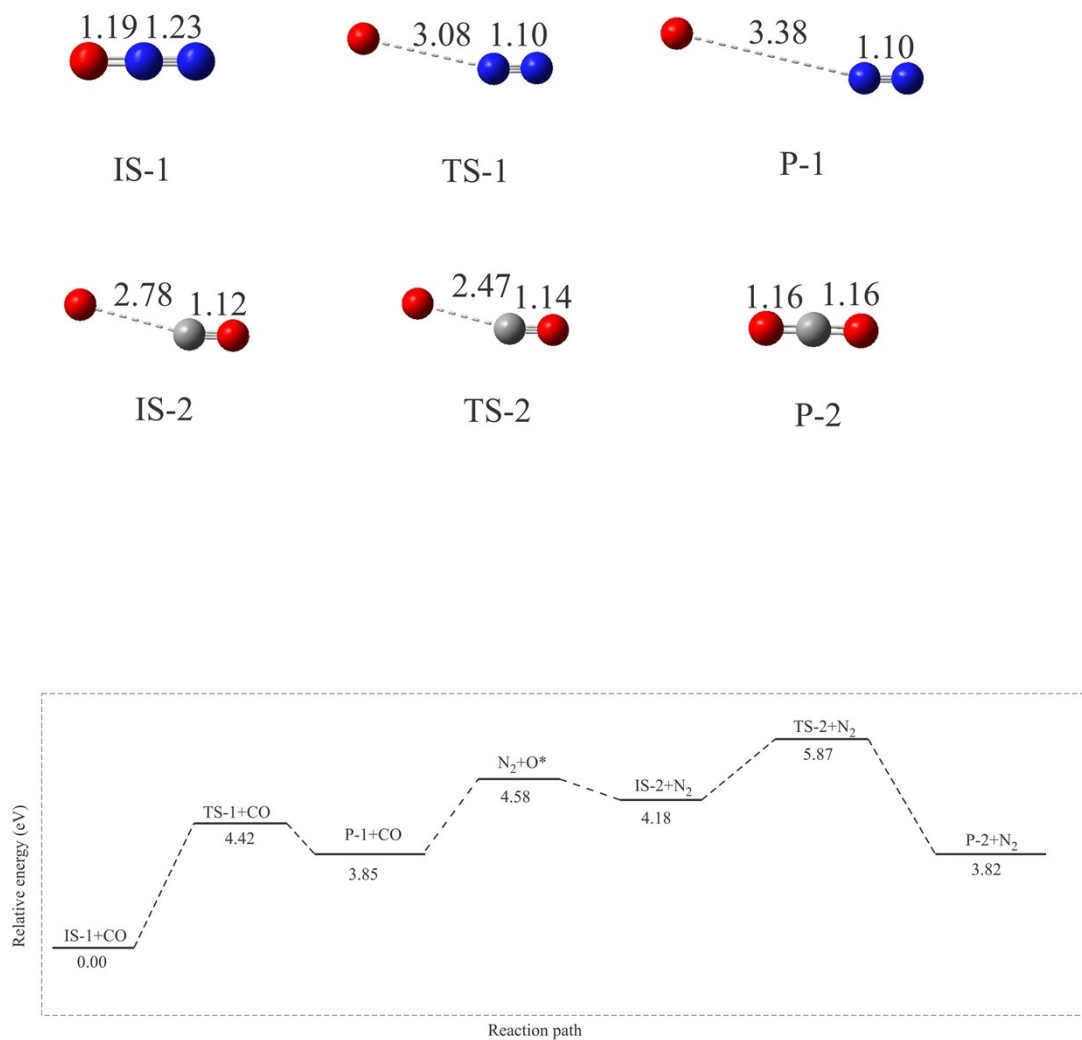 1.19 1.23
3.08 1.10
3.38
1.10
IS-1
TS-1
P-1
2.78 1.12
2.47 1.14
1.16 1.16
IS-2
TS-2
P-2
Relative energy (eV)
IS-1+CO
0.00
TS-1+CO
4.42
P-1+CO
3.85
N₂+O*
4.58
IS-2+N₂
4.18
TS-2+N₂
5.87
P-2+N₂
3.82
Reaction path